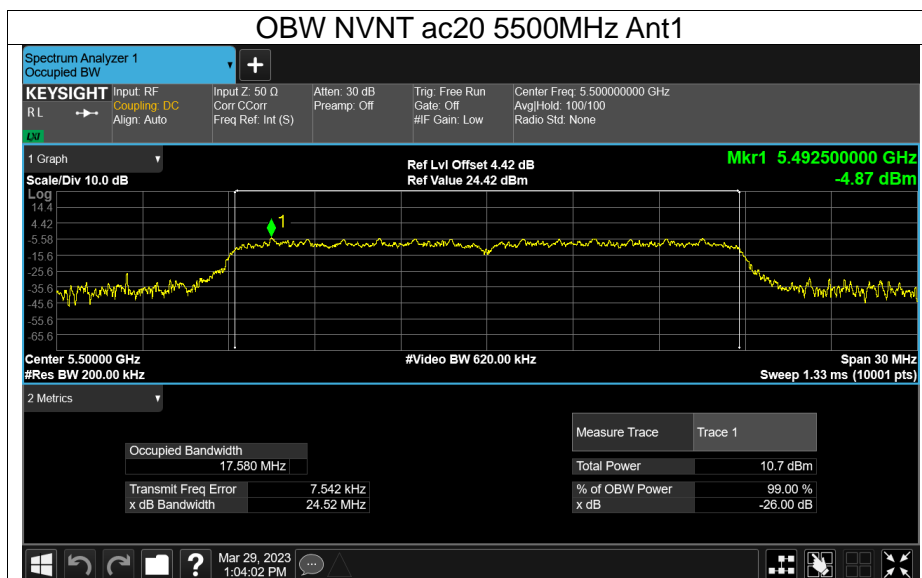 OBW NVNT ac20 5500MHz Ant1
Spectrum Analyzer 1
Occupied BW
+
KEYSIGHT
R L
LXI
Input: RF
Coupling: DC
Align: Auto
Input Z: 50 Ω
Corr CCorr
Freq Ref: Int (S)
Atten: 30 dB
Preamp: Off
Trig: Free Run
Gate: Off
#IF Gain: Low
Center Freq: 5.500000000 GHz
Avg|Hold: 100/100
Radio Std: None
1 Graph
Scale/Div 10.0 dB
Ref Lvl Offset 4.42 dB
Ref Value 24.42 dBm
Mkr1 5.492500000 GHz
-4.87 dBm
Log
14.4
4.42
-5.58
-15.6
-25.6
-35.6
-45.6
-55.6
-65.6
1
Center 5.50000 GHz
#Res BW 200.00 kHz
#Video BW 620.00 kHz
Span 30 MHz
Sweep 1.33 ms (10001 pts)
2 Metrics
Measure Trace Trace 1
Occupied Bandwidth
17.580 MHz
Total Power 10.7 dBm
Transmit Freq Error 7.542 kHz
% of OBW Power 99.00 %
x dB Bandwidth 24.52 MHz
x dB -26.00 dB
?
Mar 29, 2023
1:04:02 PM
...